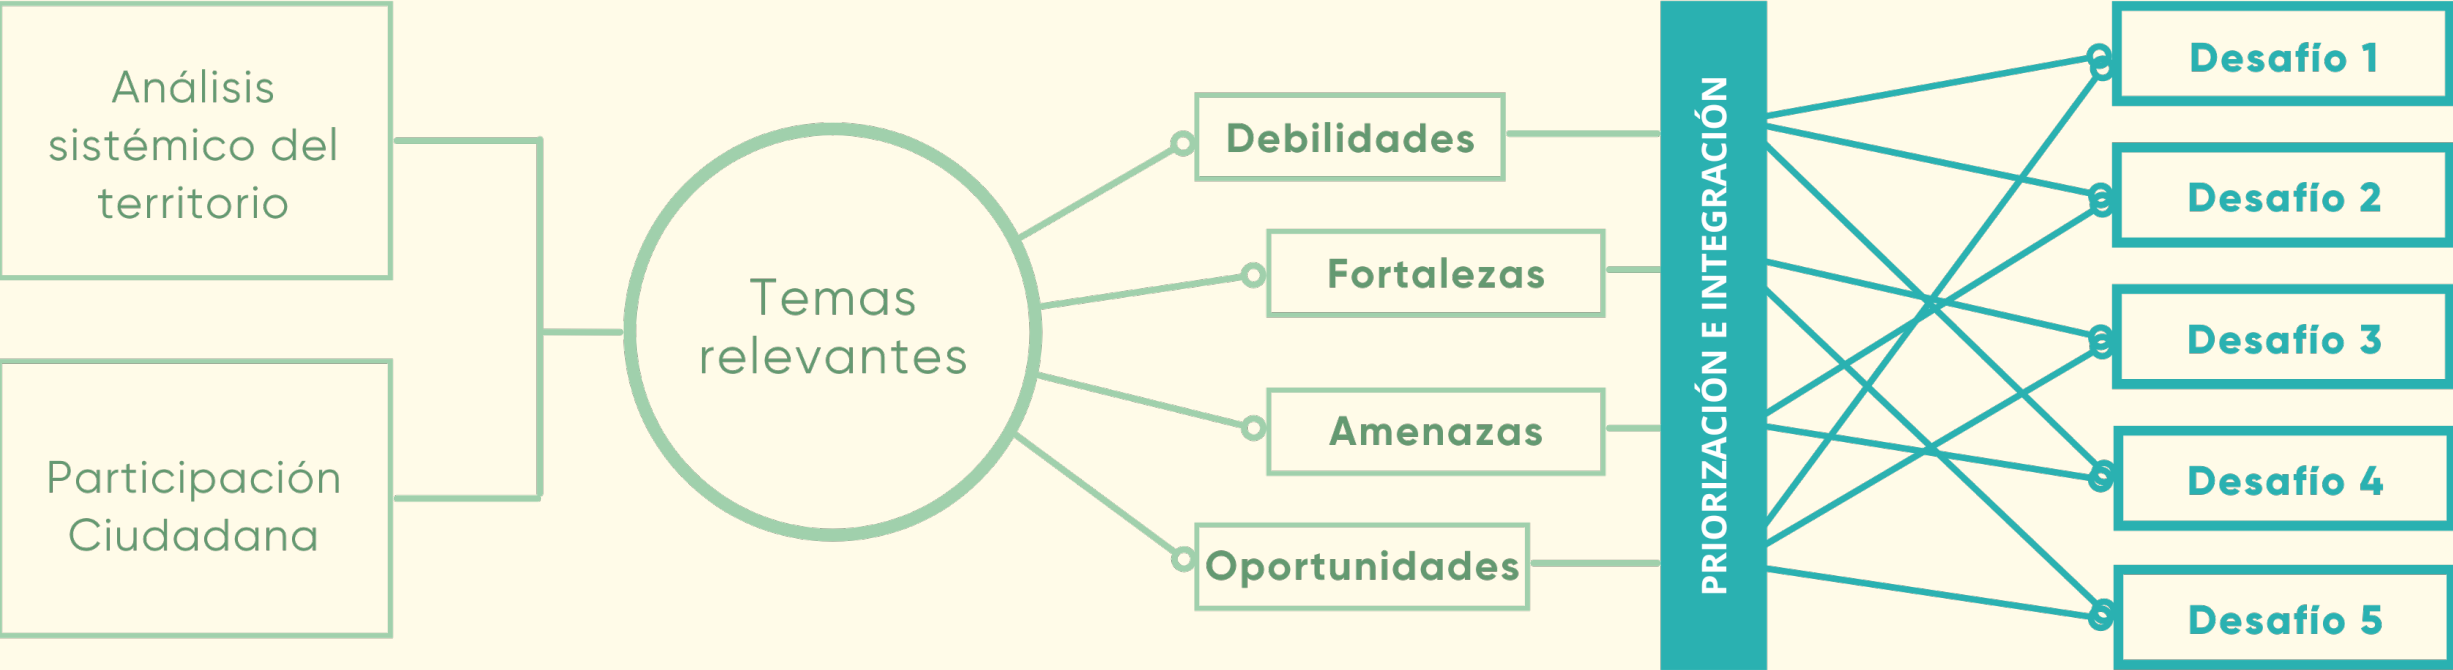 Análisis
sistémico del
territorio
Participación
Ciudadana
Temas
relevantes
Debilidades
Fortalezas
Amenazas
Oportunidades
PRIORIZACIÓN E INTEGRACIÓN
Desafío 1
Desafío 2
Desafío 3
Desafío 4
Desafío 5